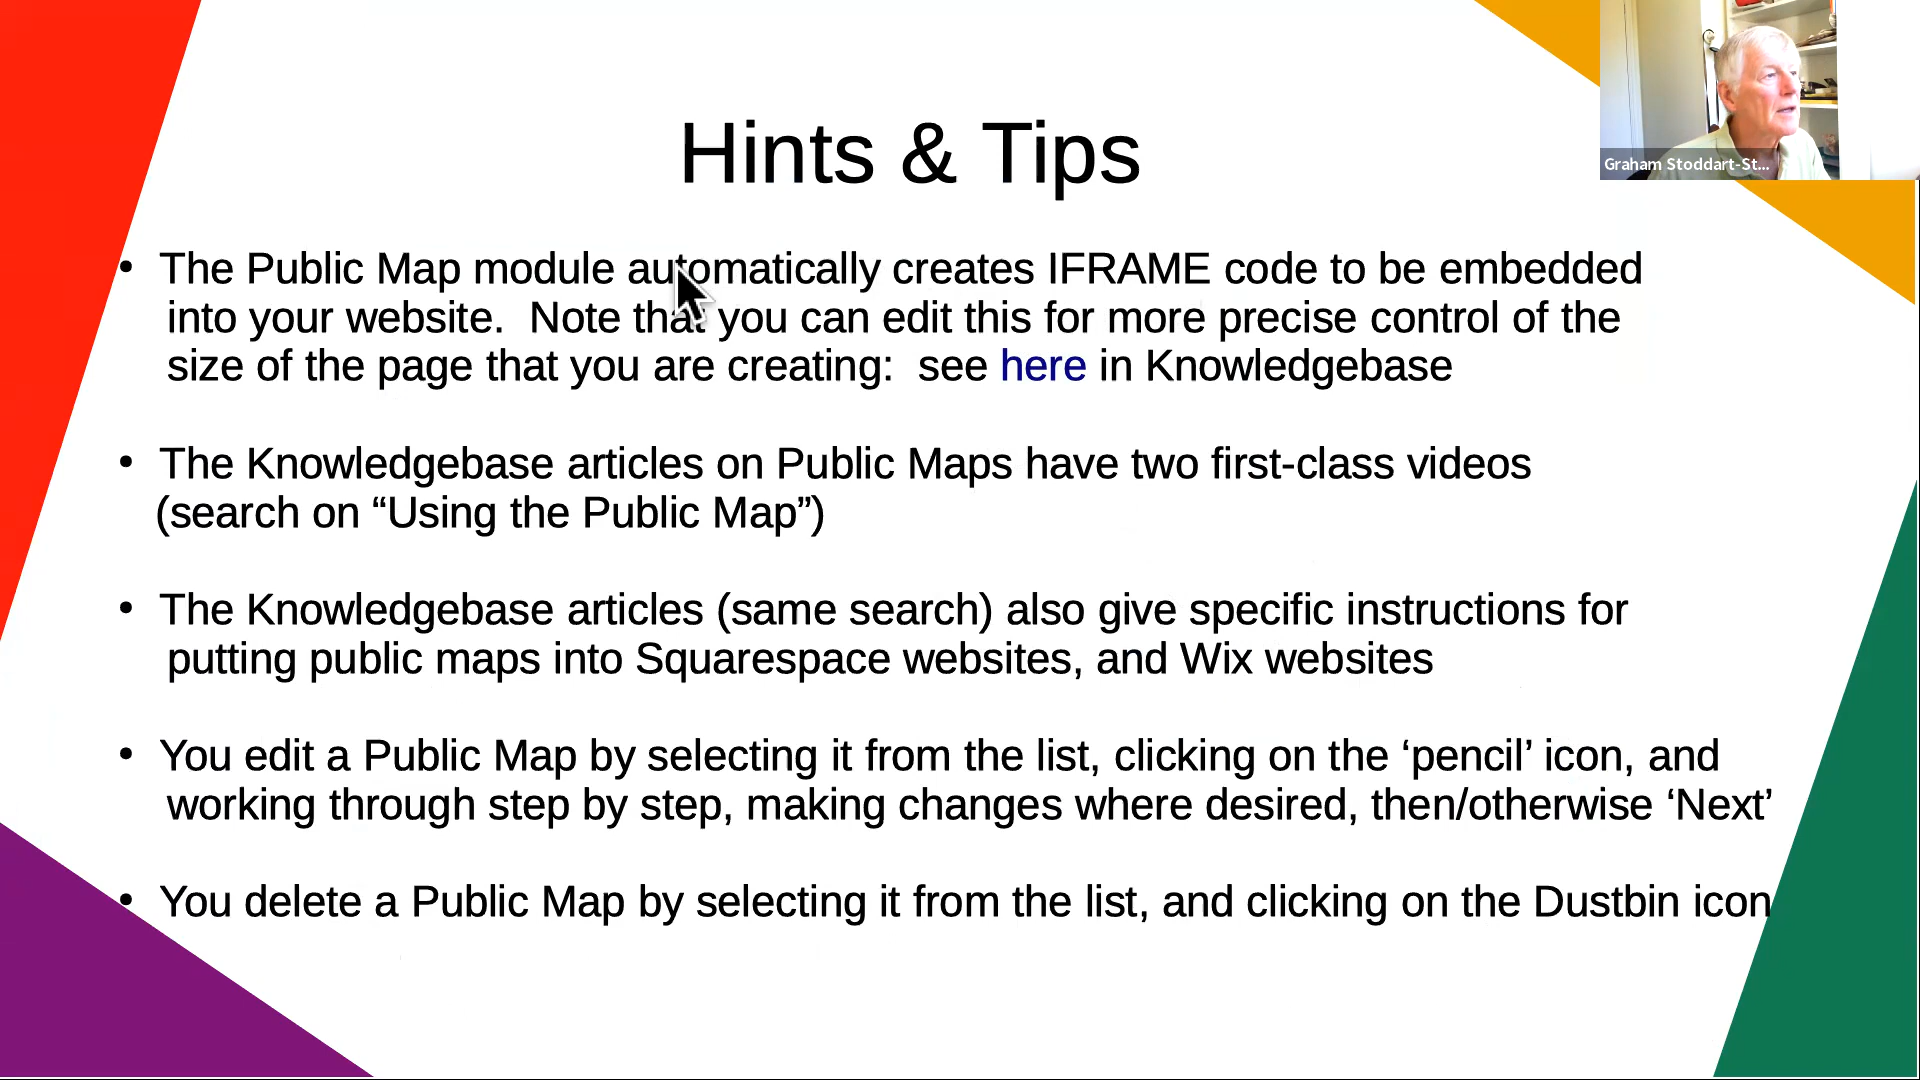 Graham Stoddart-St...
Hints & Tips
• The Public Map module automatically creates IFRAME code to be embedded
into your website.  Note that you can edit this for more precise control of the
size of the page that you are creating:  see here in Knowledgebase
• The Knowledgebase articles on Public Maps have two first-class videos
(search on “Using the Public Map”)
• The Knowledgebase articles (same search) also give specific instructions for
putting public maps into Squarespace websites, and Wix websites
• You edit a Public Map by selecting it from the list, clicking on the ‘pencil’ icon, and
working through step by step, making changes where desired, then/otherwise ‘Next’
• You delete a Public Map by selecting it from the list, and clicking on the Dustbin icon